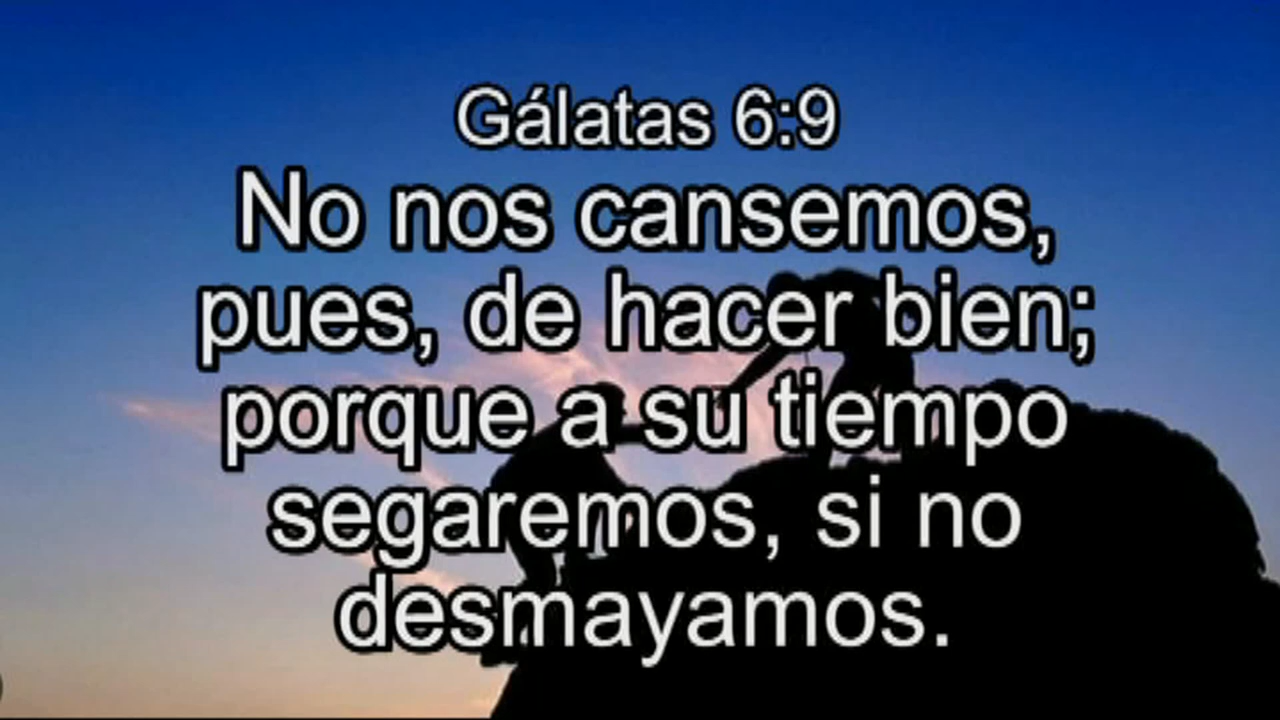 Gálatas 6:9
No nos cansemos,
pues, de hacer bien;
porque a su tiempo
segaremos, si no
desmayamos.